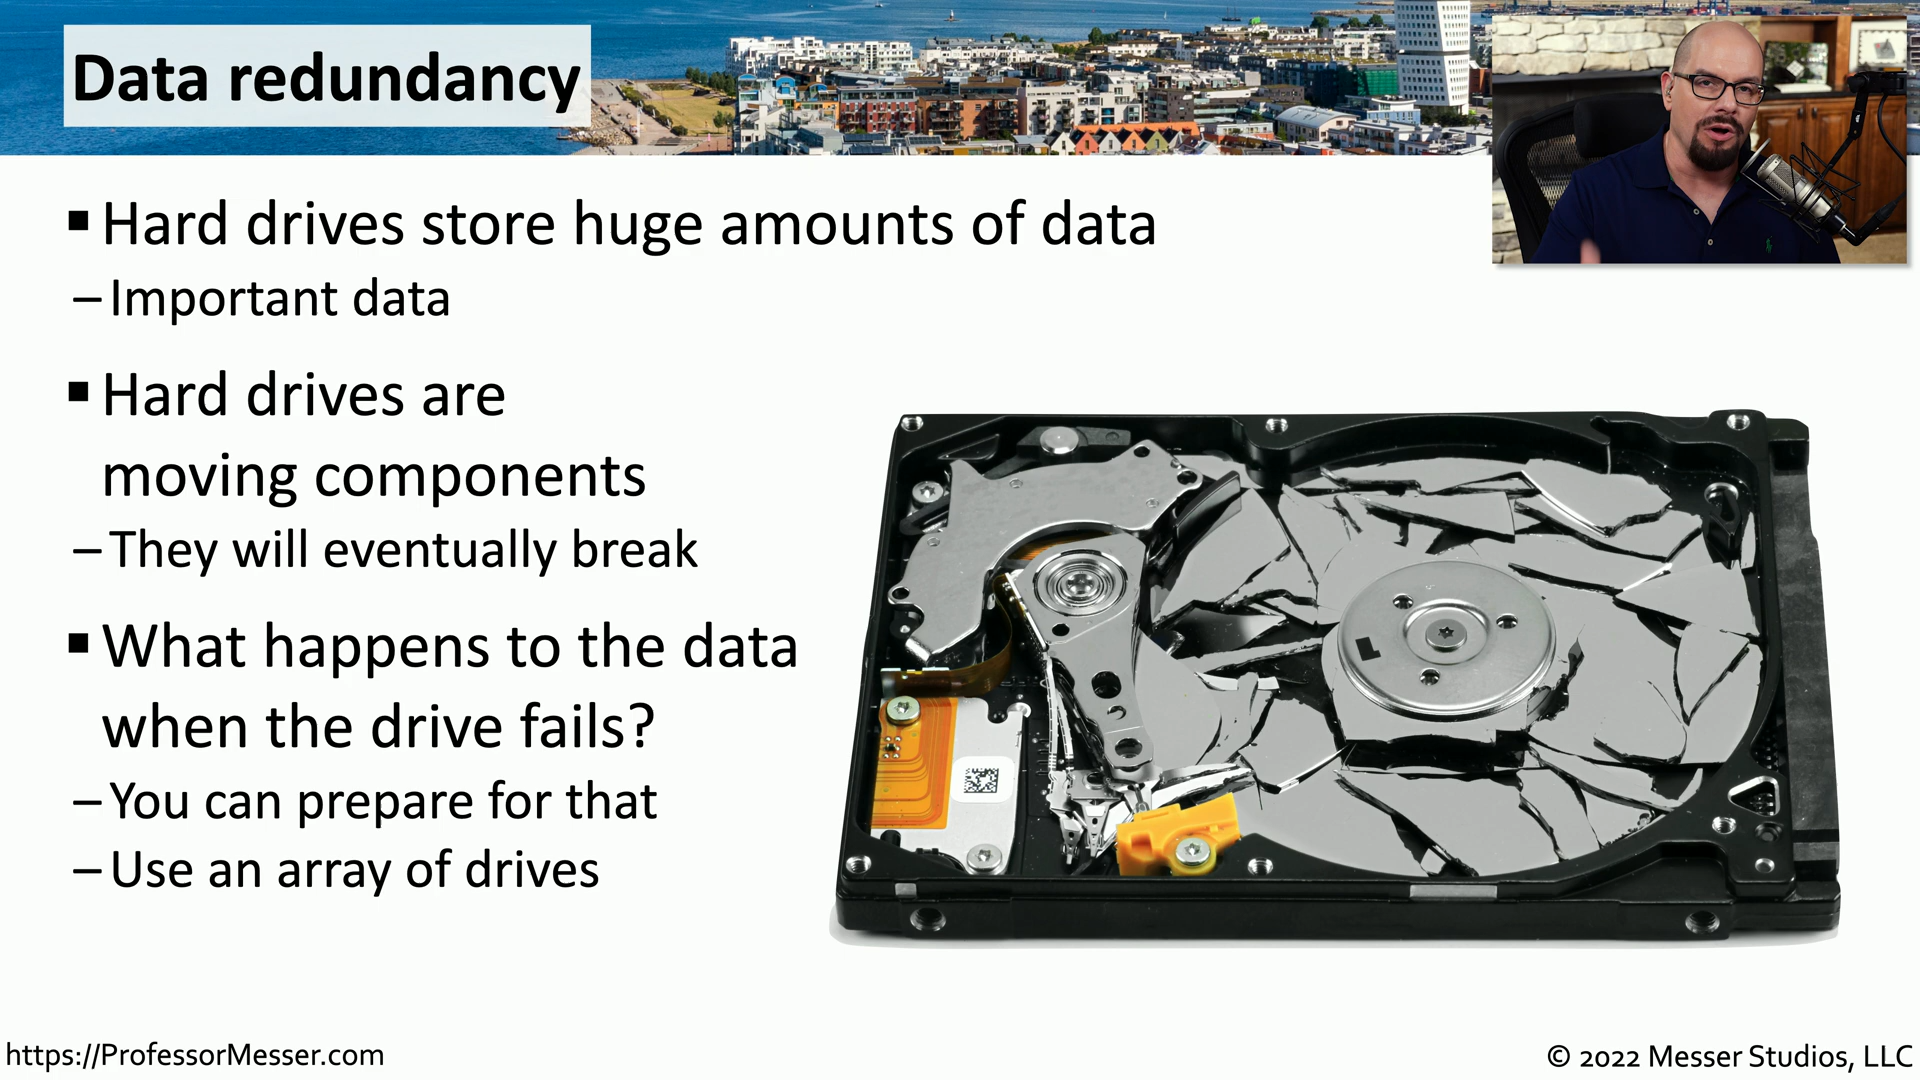 Data redundancy
▪ Hard drives store huge amounts of data
– Important data
▪ Hard drives are
moving components
– They will eventually break
▪ What happens to the data
when the drive fails?
– You can prepare for that
– Use an array of drives
https://ProfessorMesser.com
© 2022 Messer Studios, LLC